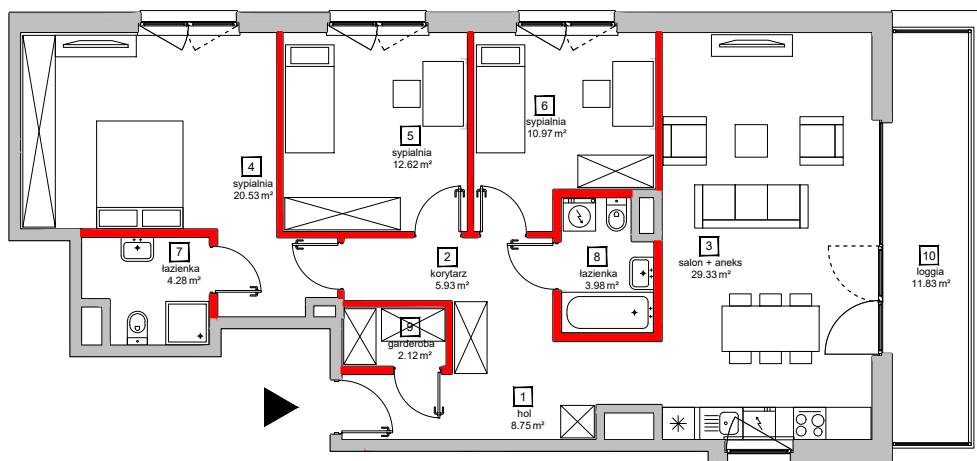 6
sypialnia
10.97 m²
5
sypialnia
12.62 m²
4
sypialnia
20.53 m²
7
łazienka
4.28 m²
2
korytarz
5.93 m²
8
łazienka
3.98 m²
3
salon + aneks
29.33 m²
10
loggia
11.83 m²
9
garderoba
2.12 m²
1
hol
8.75 m²